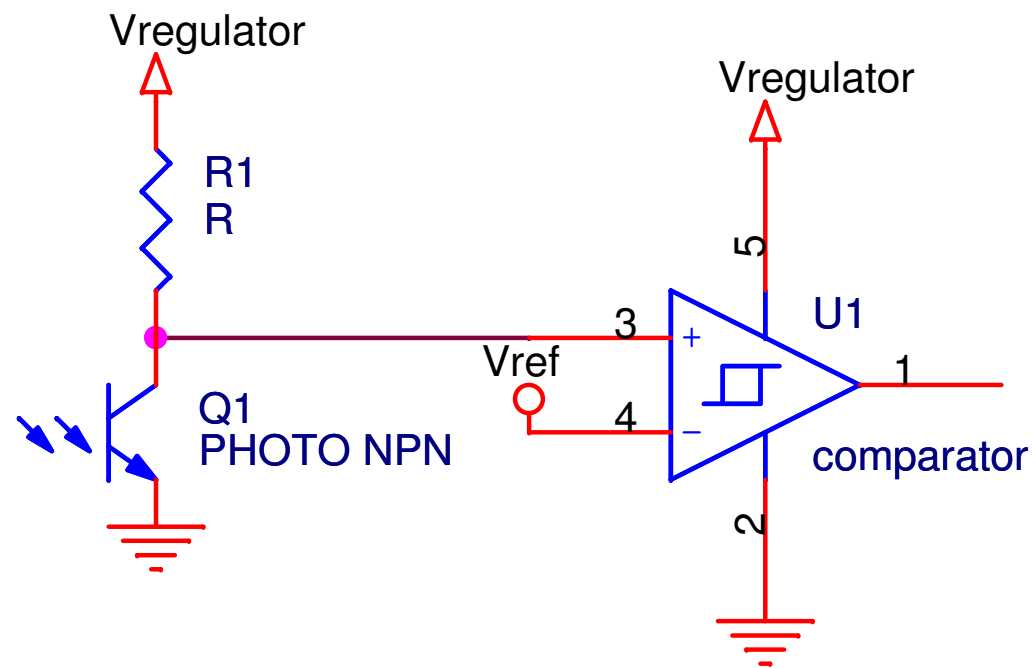 Vregulator
Vregulator
R1
R
5
U1
3
+
Vref
1
4
−
Q1
PHOTO NPN
comparator
2